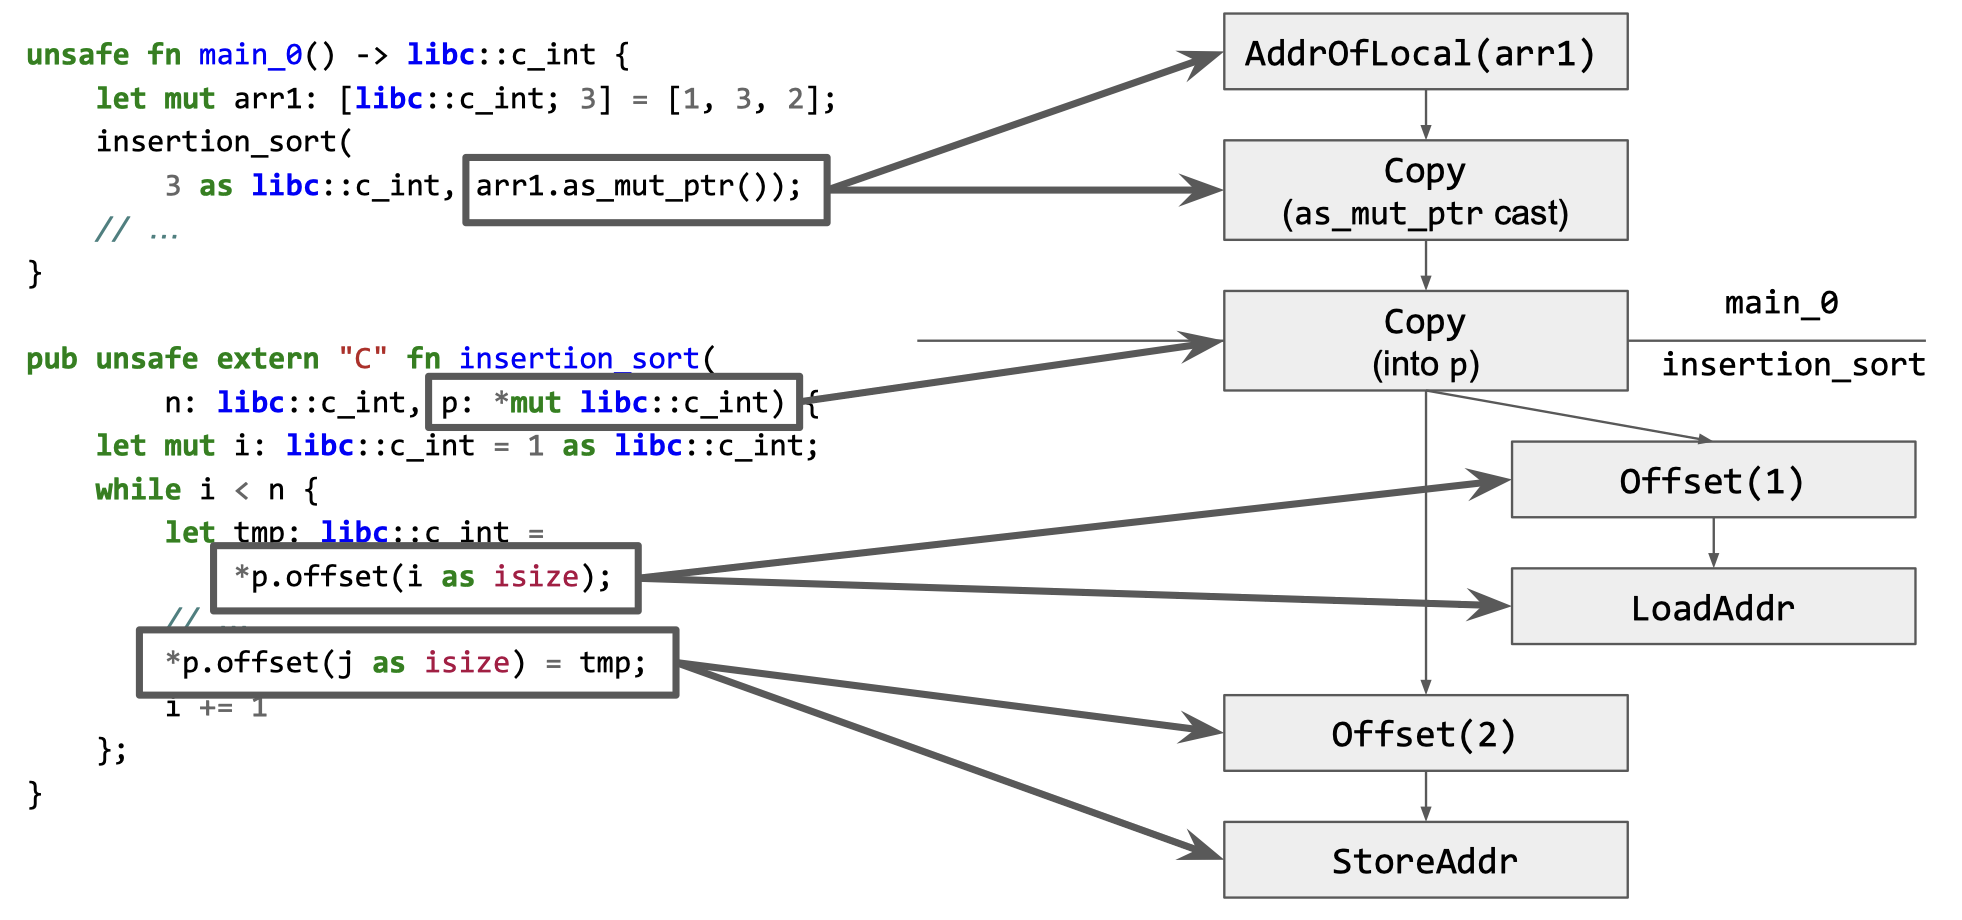 unsafe fn main_0() -> libc::c_int {
let mut arr1: [libc::c_int; 3] = [1, 3, 2];
insertion_sort(
3 as libc::c_int, arr1.as_mut_ptr());
// …
}
pub unsafe extern "C" fn insertion_sort(
n: libc::c_int, p: *mut libc::c_int) {
let mut i: libc::c_int = 1 as libc::c_int;
while i < n {
let tmp: libc::c_int =
*p.offset(i as isize);
// …
*p.offset(j as isize) = tmp;
i += 1
};
}
AddrOfLocal(arr1)
Copy
(as_mut_ptr cast)
Copy
(into p)
main_0
insertion_sort
Offset(1)
LoadAddr
Offset(2)
StoreAddr